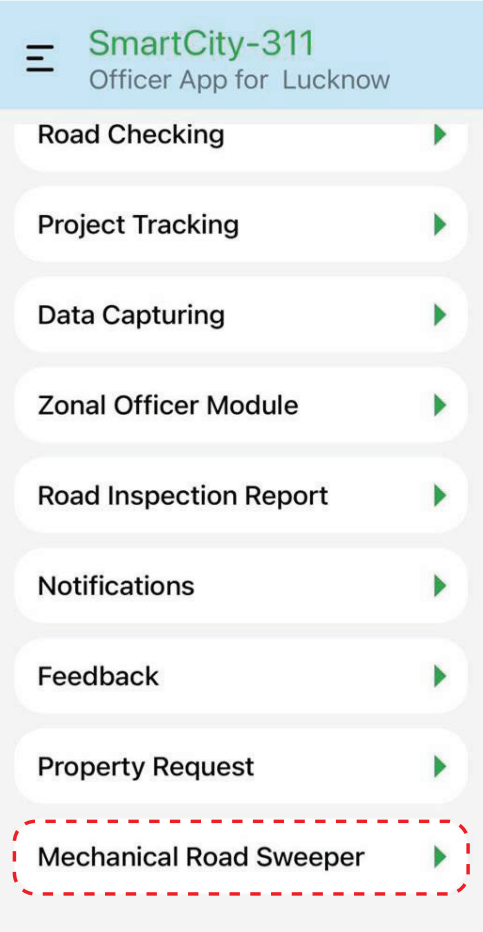 SmartCity-311
Officer App for Lucknow
Road Checking
Project Tracking
Data Capturing
Zonal Officer Module
Road Inspection Report
Notifications
Feedback
Property Request
Mechanical Road Sweeper